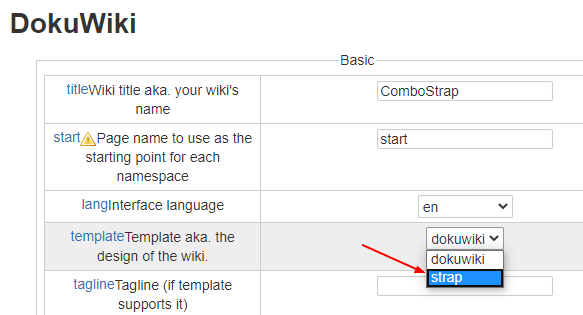 DokuWiki
Basic
titleWiki title aka. your wiki's
name
ComboStrap
startPage name to use as the
starting point for each
namespace
start
langInterface language
en
templateTemplate aka. the
design of the wiki.
dokuwiki
dokuwiki
strap
taglineTagline (if template
supports it)